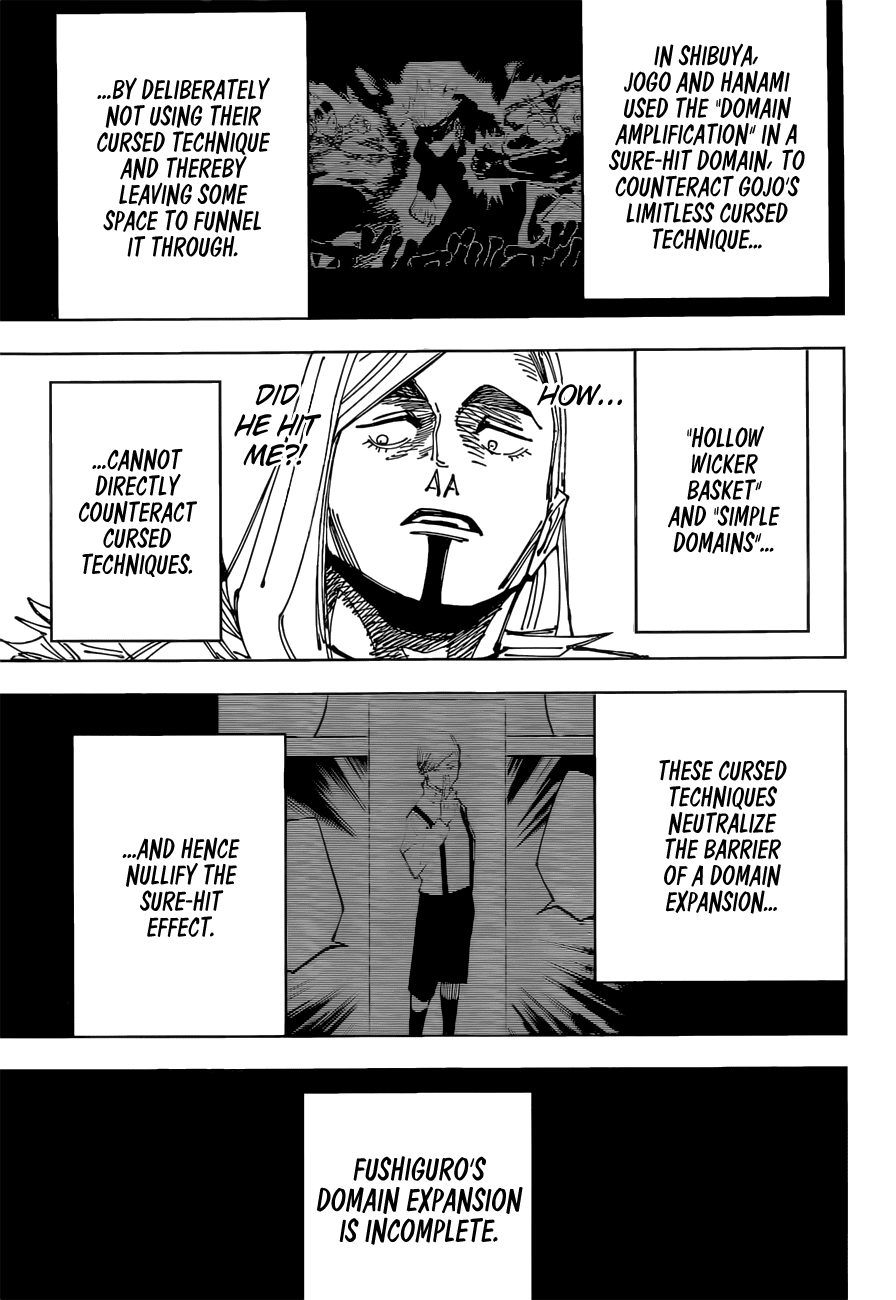 IN SHIBUYA,
JOGO AND HANAMI
USED THE "DOMAIN
AMPLIFICATION" IN A
SURE-HIT DOMAIN, TO
COUNTERACT GOJO'S
LIMITLESS CURSED
TECHNIQUE...
...BY DELIBERATELY
NOT USING THEIR
CURSED TECHNIQUE
AND THEREBY
LEAVING SOME
SPACE TO FUNNEL
IT THROUGH.
"HOLLOW
WICKER
BASKET"
AND "SIMPLE
DOMAINS"...
HOW...
DID
HE HIT
ME?!
...CANNOT
DIRECTLY
COUNTERACT
CURSED
TECHNIQUES.
THESE CURSED
TECHNIQUES
NEUTRALIZE
THE BARRIER
OF A DOMAIN
EXPANSION...
...AND HENCE
NULLIFY THE
SURE-HIT
EFFECT.
FUSHIGURO'S
DOMAIN EXPANSION
IS INCOMPLETE.